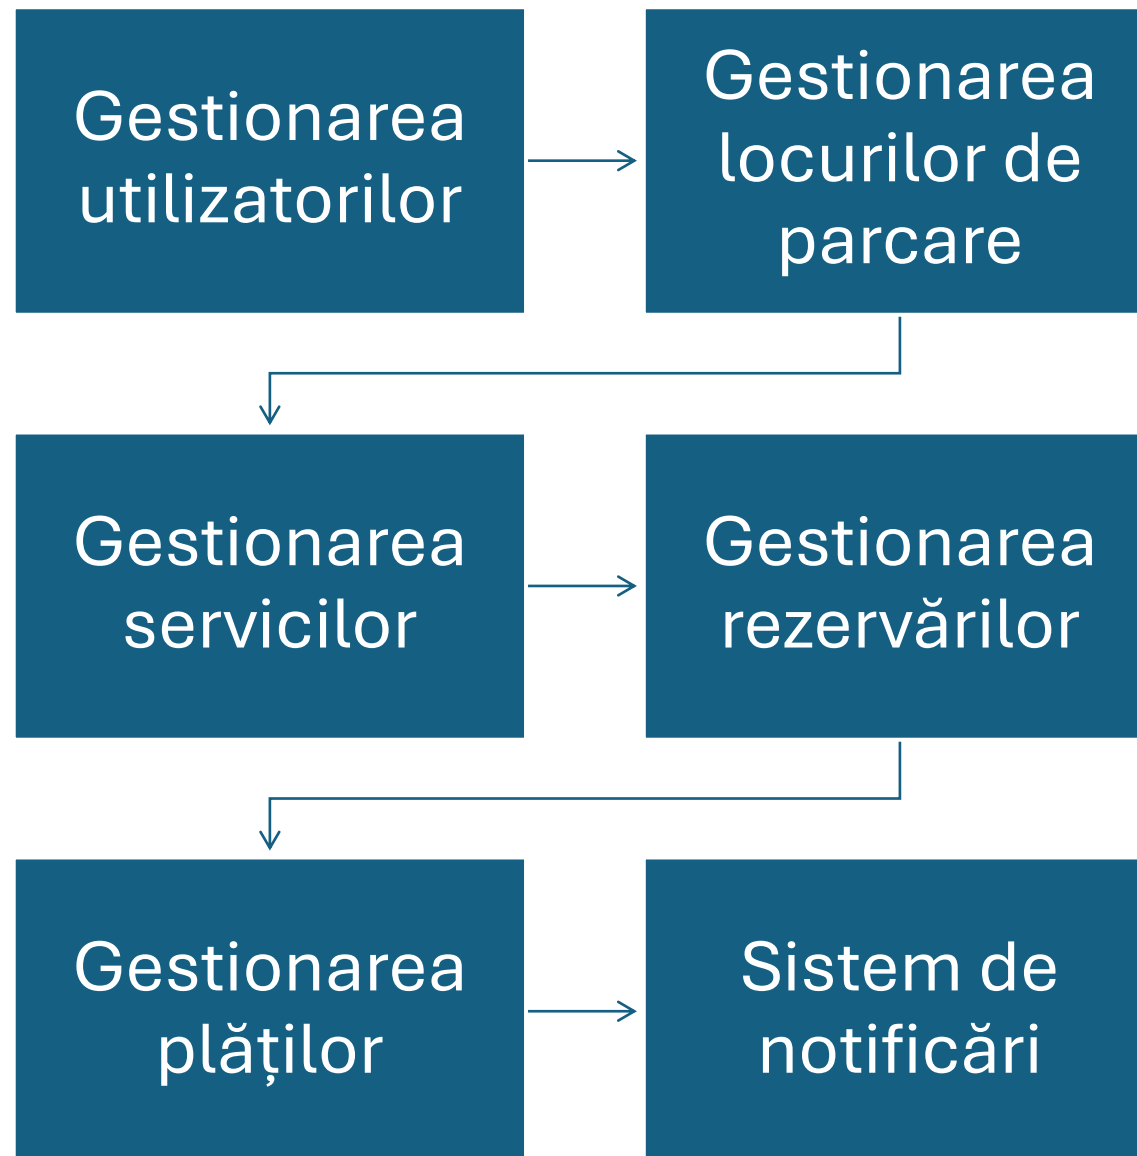 Gestionarea
utilizatorilor
Gestionarea
locurilor de
parcare
Gestionarea
servicilor
Gestionarea
rezervărilor
Gestionarea
plăților
Sistem de
notificări